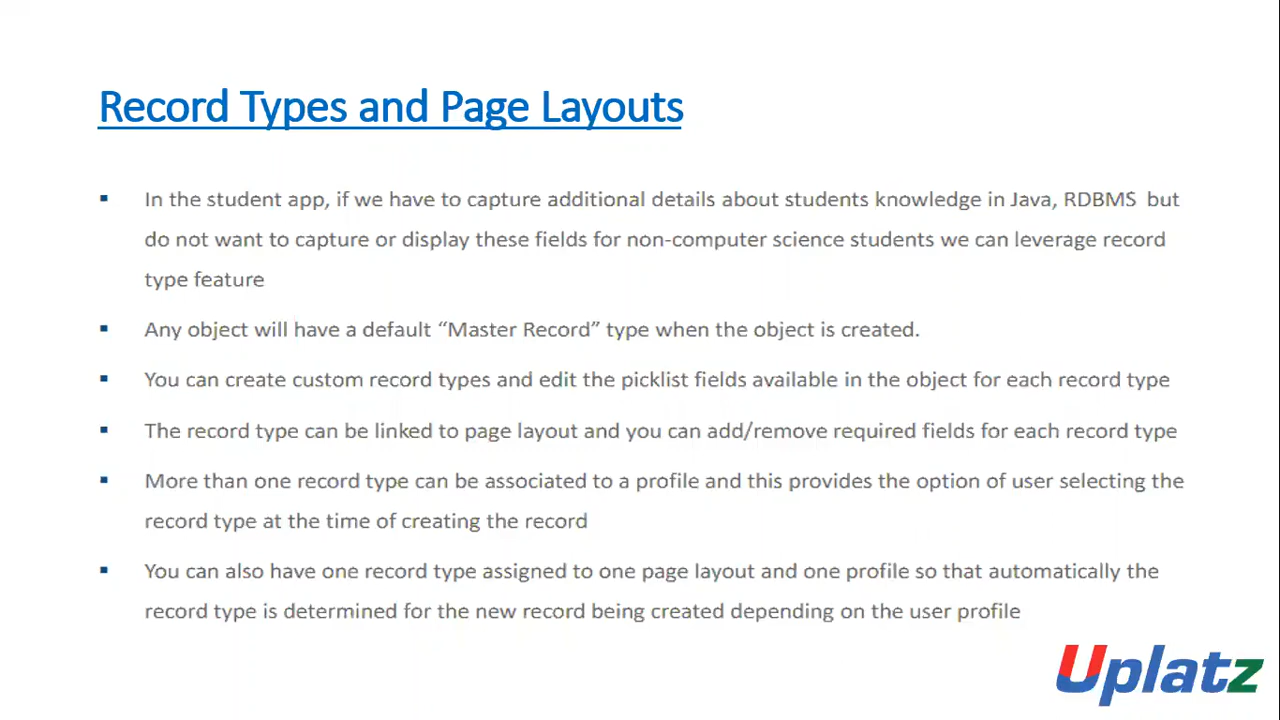 Record Types and Page Layouts
▪ In the student app, if we have to capture additional details about students knowledge in Java, RDBMS but
do not want to capture or display these fields for non-computer science students we can leverage record
type feature
▪ Any object will have a default “Master Record” type when the object is created.
▪ You can create custom record types and edit the picklist fields available in the object for each record type
▪ The record type can be linked to page layout and you can add/remove required fields for each record type
▪ More than one record type can be associated to a profile and this provides the option of user selecting the
record type at the time of creating the record
▪ You can also have one record type assigned to one page layout and one profile so that automatically the
record type is determined for the new record being created depending on the user profile
Uplatz